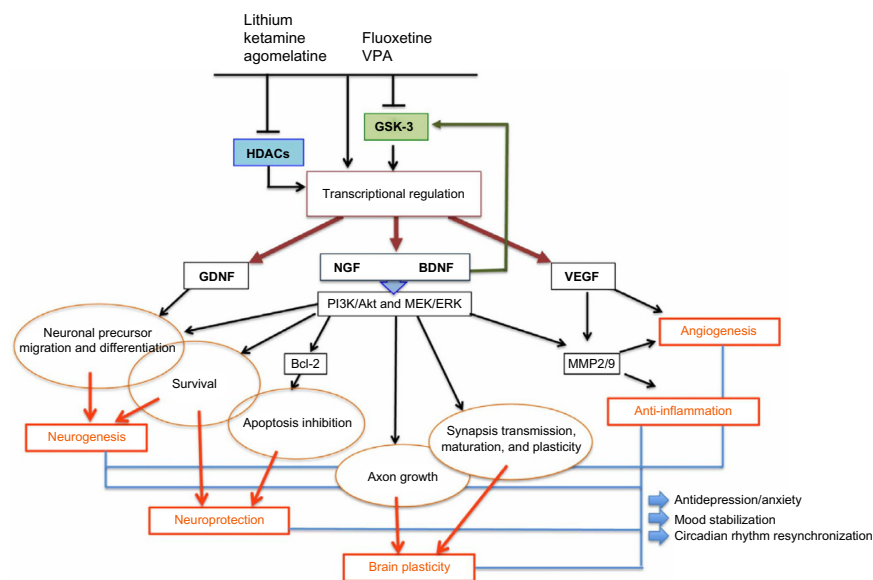 Lithium
ketamine
agomelatine
Fluoxetine
VPA
GSK-3
HDACs
Transcriptional regulation
GDNF
NGF BDNF
VEGF
PI3K/Akt and MEK/ERK
Neuronal precursor
migration and differentiation
Angiogenesis
Bcl-2
MMP2/9
Survival
Anti-inflammation
Apoptosis inhibition
Synapsis transmission,
maturation, and plasticity
Neurogenesis
Axon growth
Antidepression/anxiety
Neuroprotection
Mood stabilization
Circadian rhythm resynchronization
Brain plasticity